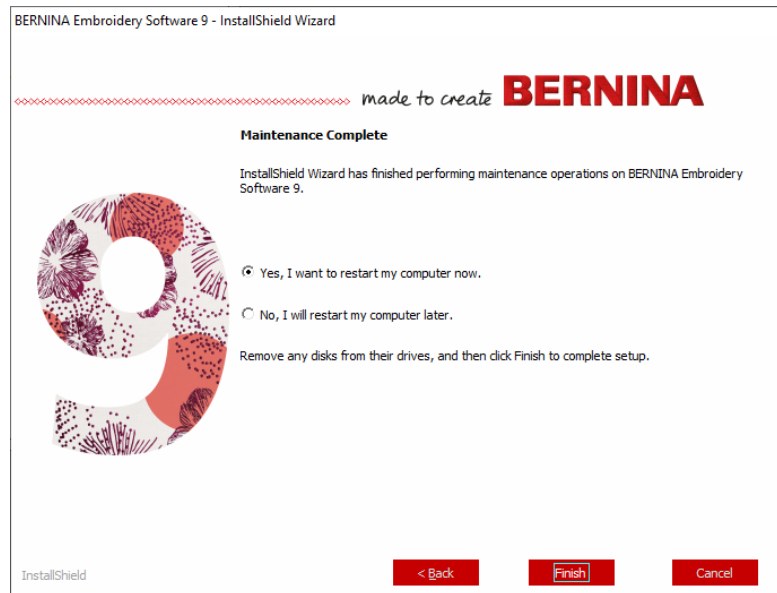 BERNINA Embroidery Software 9 - InstallShield Wizard
made to create BERNINA
Maintenance Complete
InstallShield Wizard has finished performing maintenance operations on BERNINA Embroidery
Software 9.
9
Yes, I want to restart my computer now.
No, I will restart my computer later.
Remove any disks from their drives, and then click Finish to complete setup.
InstallShield
< Back Finish Cancel